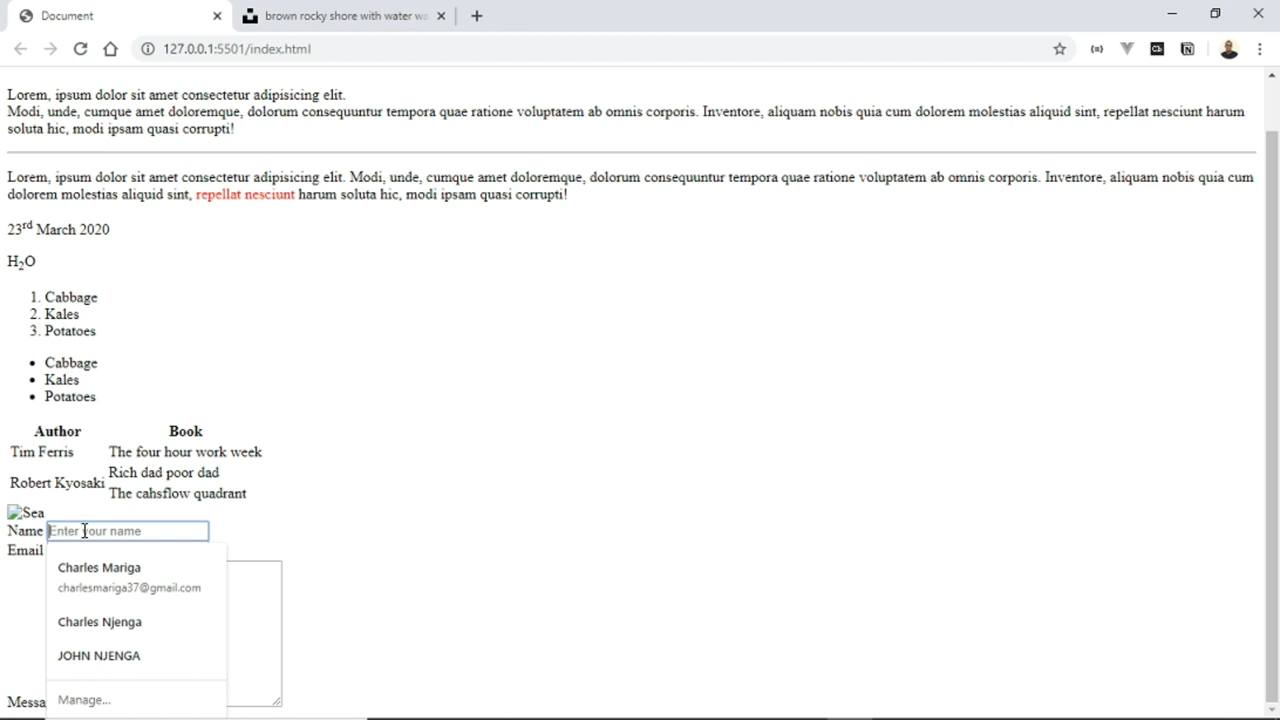 Document
brown rocky shore with water wa
127.0.0.1:5501/index.html
Lorem, ipsum dolor sit amet consectetur adipisicing elit.
Modi, unde, cumque amet doloremque, dolorum consequuntur tempora quae ratione voluptatem ab omnis corporis. Inventore, aliquam nobis quia cum dolorem molestias aliquid sint, repellat nesciunt harum
soluta hic, modi ipsam quasi corrupti!
Lorem, ipsum dolor sit amet consectetur adipisicing elit. Modi, unde, cumque amet doloremque, dolorum consequuntur tempora quae ratione voluptatem ab omnis corporis. Inventore, aliquam nobis quia cum
dolorem molestias aliquid sint, repellat nesciunt harum soluta hic, modi ipsam quasi corrupti!
23rd March 2020
H2O
1. Cabbage
2. Kales
3. Potatoes
• Cabbage
• Kales
• Potatoes
Author Book
Tim Ferris The four hour work week
Robert Kyosaki Rich dad poor dad
The cahsflow quadrant
Sea
Name Enter your name
Email
Charles Mariga
charlesmariga37@gmail.com
Charles Njenga
JOHN NJENGA
Manage...
Messa